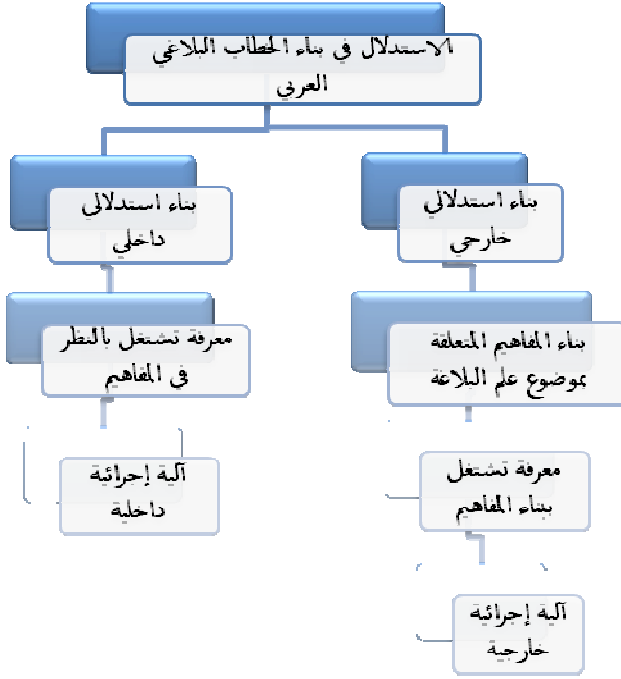 الاستدلال في بناء الخطاب البلاغي
العربي
بناء استدلالي
خارجي
بناء استدلالي
داخلي
بناء المفاهيم المتعلقة
بموضوع علم البلاغة
معرفة تشتغل بالنظر
في المفاهيم
معرفة تشتغل
بناء المفاهيم
آلية إجرائية
داخلية
آلية إجرائية
خارجية